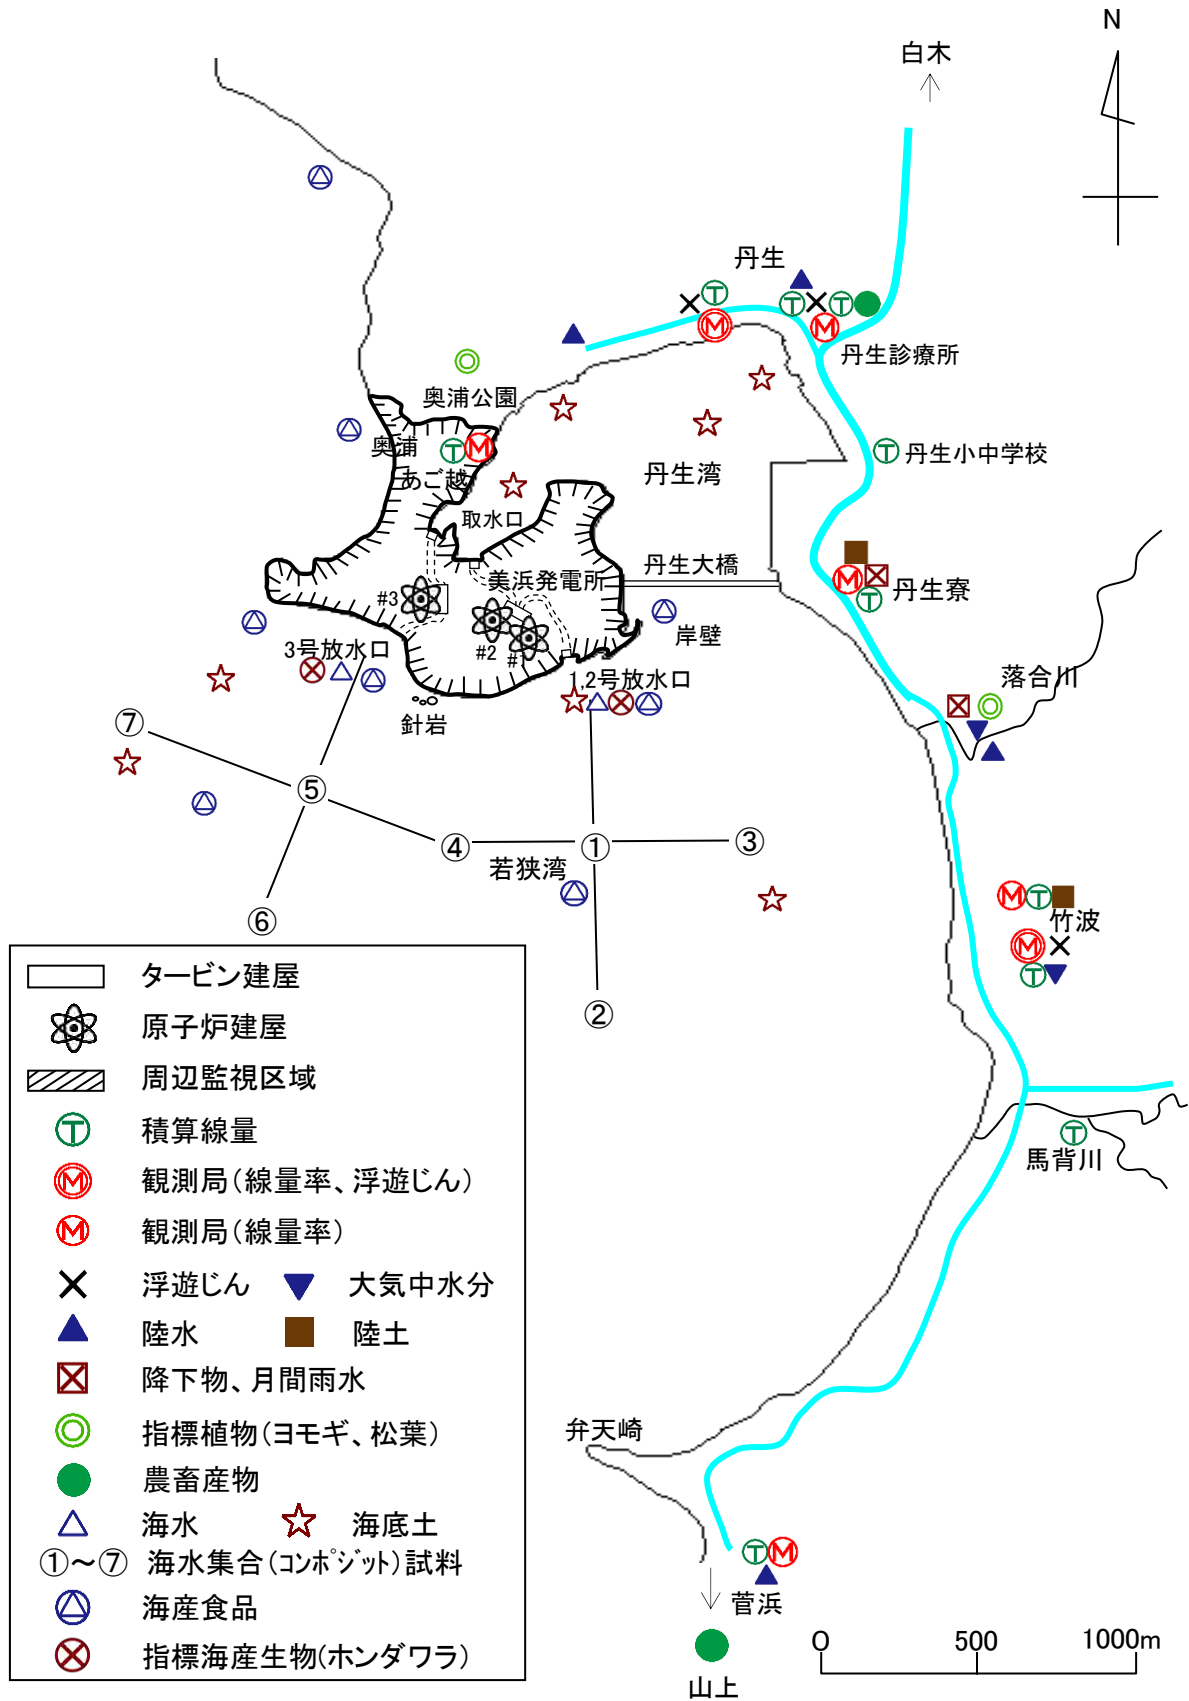 N
白木
丹生
丹生診療所
奥浦公園
奥浦
あご越
丹生湾
丹生小中学校
取水口
美浜発電所
丹生大橋
丹生寮
#3
#2
#1
岸壁
3号放水口
1,2号放水口
落合川
針岩
⑦
⑤
④
①
③
若狭湾
⑥
②
竹波
馬背川
弁天崎
菅浜
山上
0
500
1000m
タービン建屋
原子炉建屋
周辺監視区域
積算線量
観測局(線量率、浮遊じん)
観測局(線量率)
浮遊じん 大気中水分
陸水 陸土
降下物、月間雨水
指標植物(ヨモギ、松葉)
農畜産物
海水 海底土
①～⑦ 海水集合(コンポジット)試料
海産食品
指標海産生物(ホンダワラ)